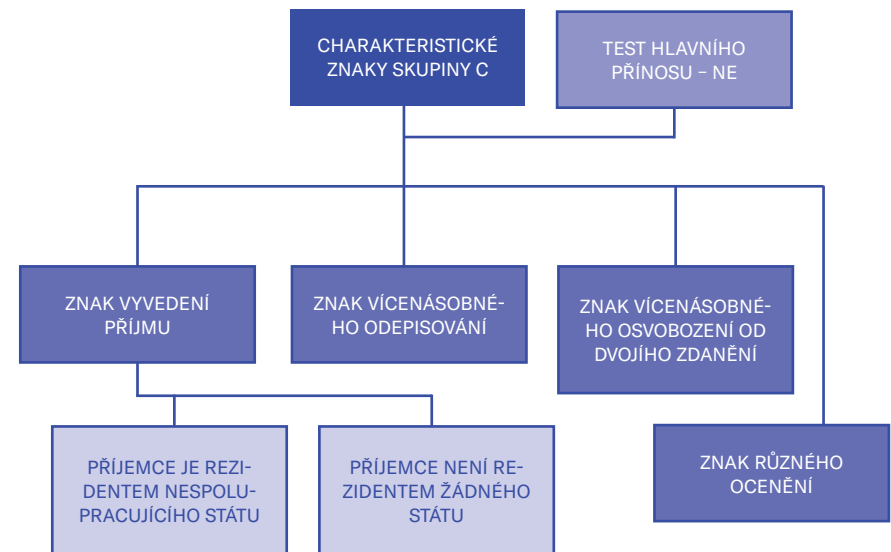 CHARAKTERISTICKÉ
ZNAKY SKUPINY C
TEST HLAVNÍHO
PŘÍNOSU – NE
ZNAK VYVEDENÍ
PŘÍJMU
ZNAK VÍCENÁSOBNÉ-
HO ODEPISOVÁNÍ
ZNAK VÍCENÁSOBNÉ-
HO OSVOBOZENÍ OD
DVOJÍHO ZDANĚNÍ
PŘÍJEMCE JE REZI-
DENTEM NESPOLU-
PRACUJÍCÍHO STÁTU
PŘÍJEMCE NENÍ RE-
ZIDENTEM ŽÁDNÉHO
STÁTU
ZNAK RŮZNÉHO
OCENĚNÍ